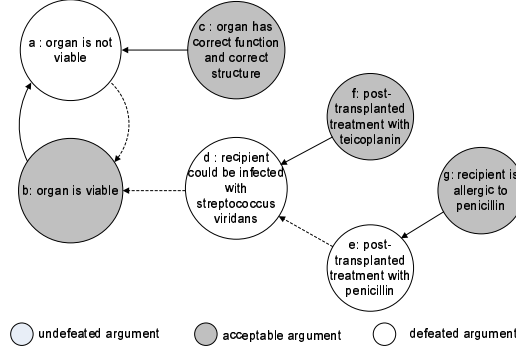 a : organ is not
viable
c : organ has
correct function
and correct
structure
f: post-
transplanted
treatment with
teicoplanin
b: organ is viable
d : recipient
could be infected
with
streptococcus
viridans
g: recipient is
allergic to
penicillin
e: post-
transplanted
treatment with
penicillin
undefeated argument
acceptable argument
defeated argument